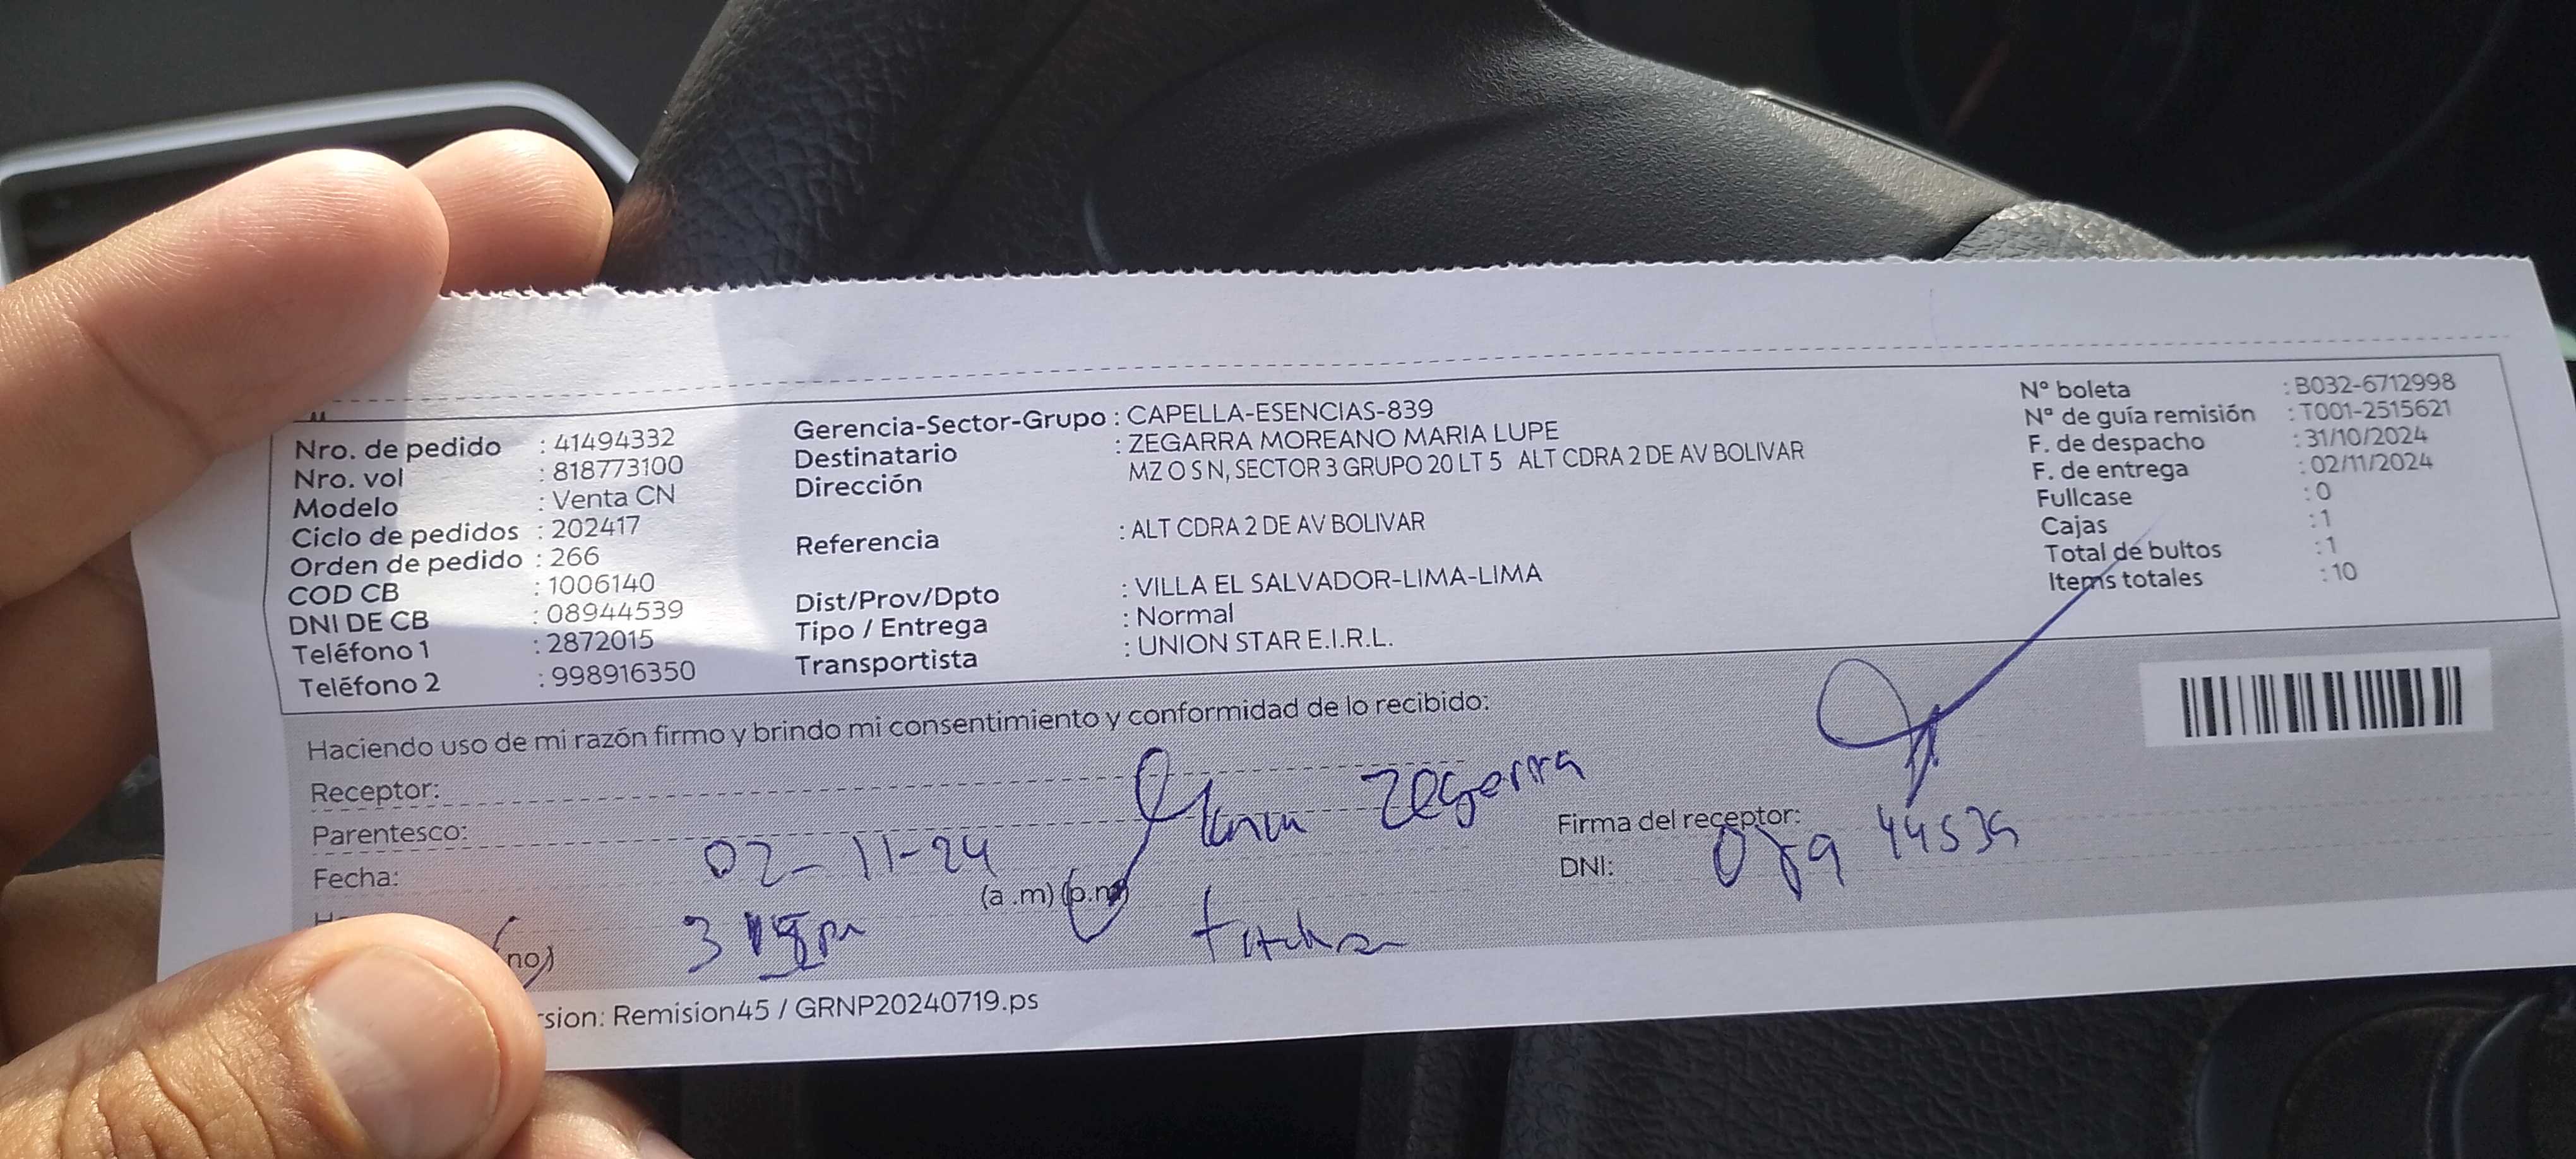 Nro. de pedido : 41494332
Nro. vol : 818773100
Modelo : Venta CN
Ciclo de pedidos : 202417
Orden de pedido : 266
COD CB : 1006140
DNI DE CB : 08944539
Teléfono 1 : 2872015
Teléfono 2 : 998916350
Gerencia-Sector-Grupo : CAPELLA-ESENCIAS-839
Destinatario : ZEGARRA MOREANO MARIA LUPE
Dirección MZ O S N, SECTOR 3 GRUPO 20 LT 5 ALT CDRA 2 DE AV BOLIVAR
Referencia : ALT CDRA 2 DE AV BOLIVAR
Dist/Prov/Dpto : VILLA EL SALVADOR-LIMA-LIMA
Tipo / Entrega : Normal
Transportista : UNION STAR E.I.R.L.
N° boleta : B032-6712998
N° de guía remisión : T001-2515621
F. de despacho : 31/10/2024
F. de entrega : 02/11/2024
Fullcase : 0
Cajas : 1
Total de bultos : 1
Items totales : 10
Haciendo uso de mi razón firmo y brindo mi consentimiento y conformidad de lo recibido:
Receptor: Zegarra
Parentesco:
Fecha: 02-11-24
(a .m) (p.m)
Firma del receptor:
DNI: 08944539
no)
rsion: Remision45 / GRNP20240719.ps